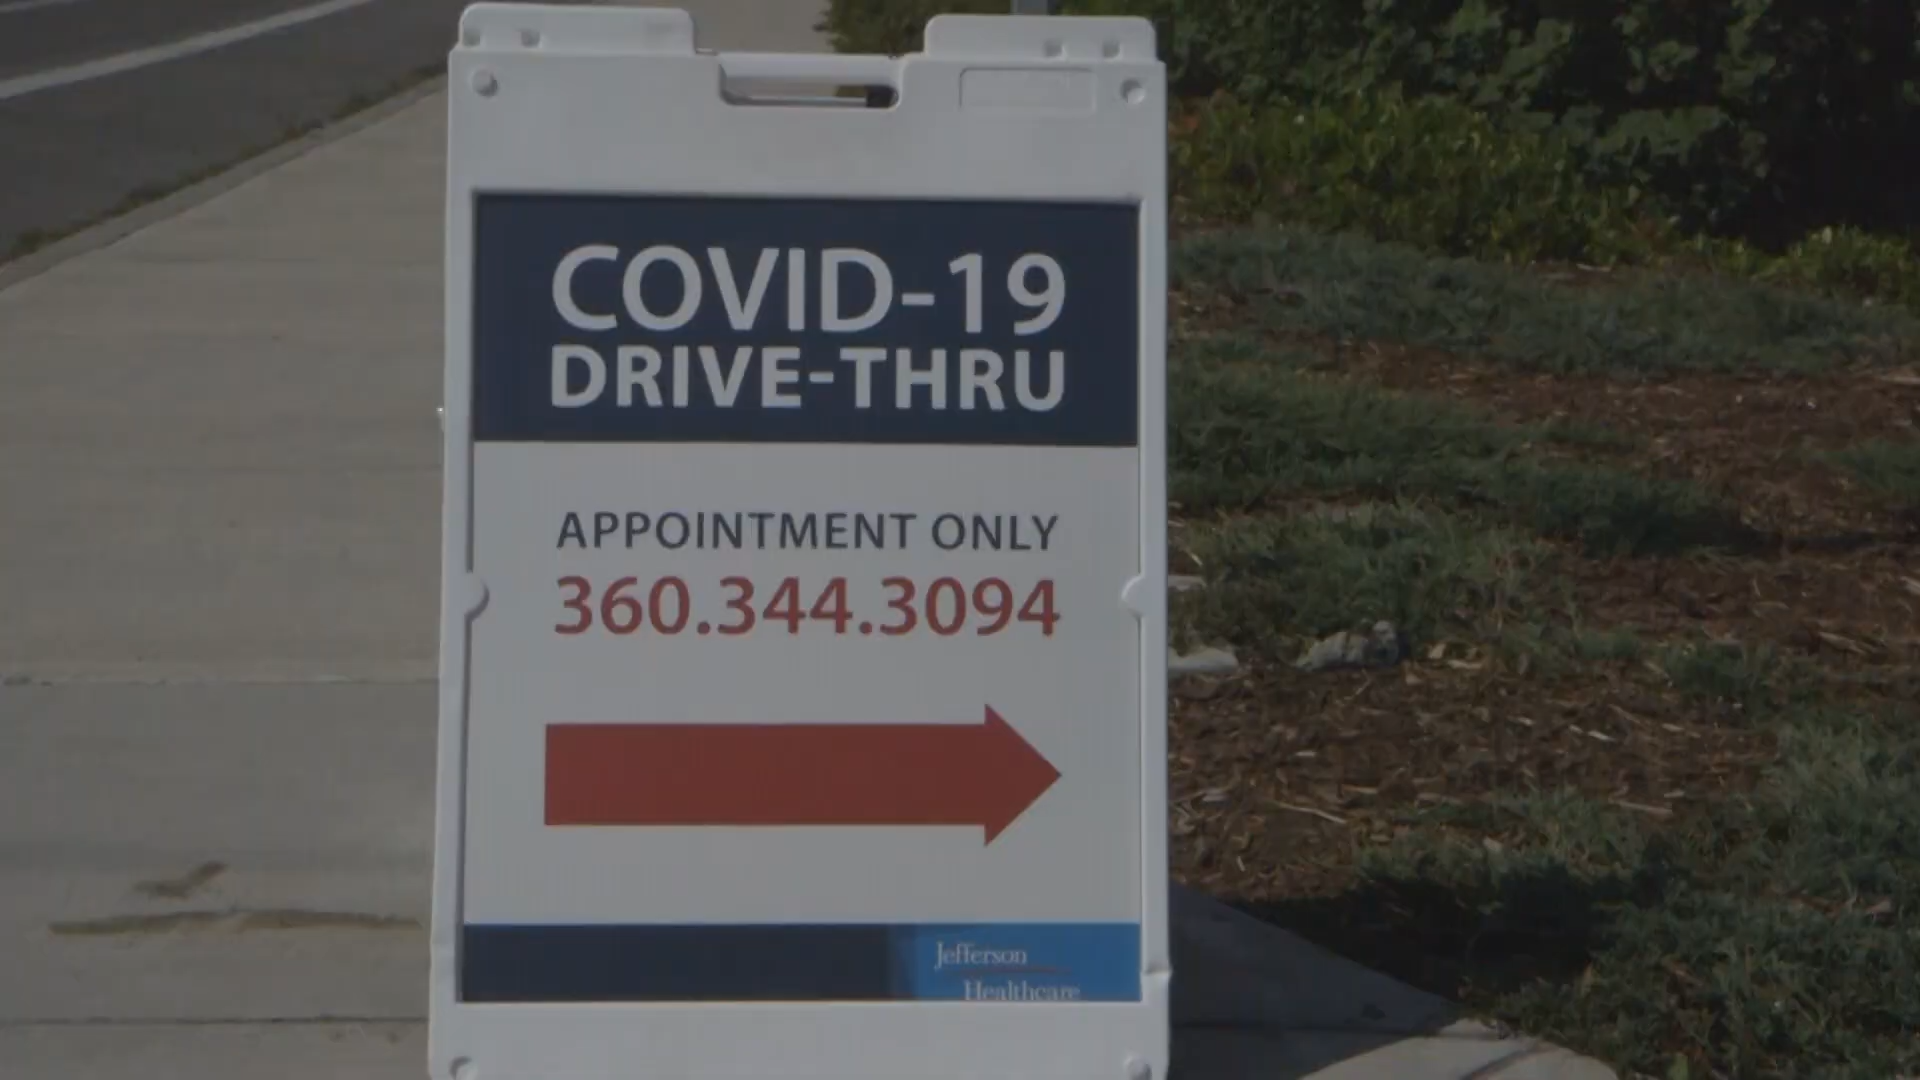 COVID-19
DRIVE-THRU
APPOINTMENT ONLY
360.344.3094
Jefferson
Healthcare